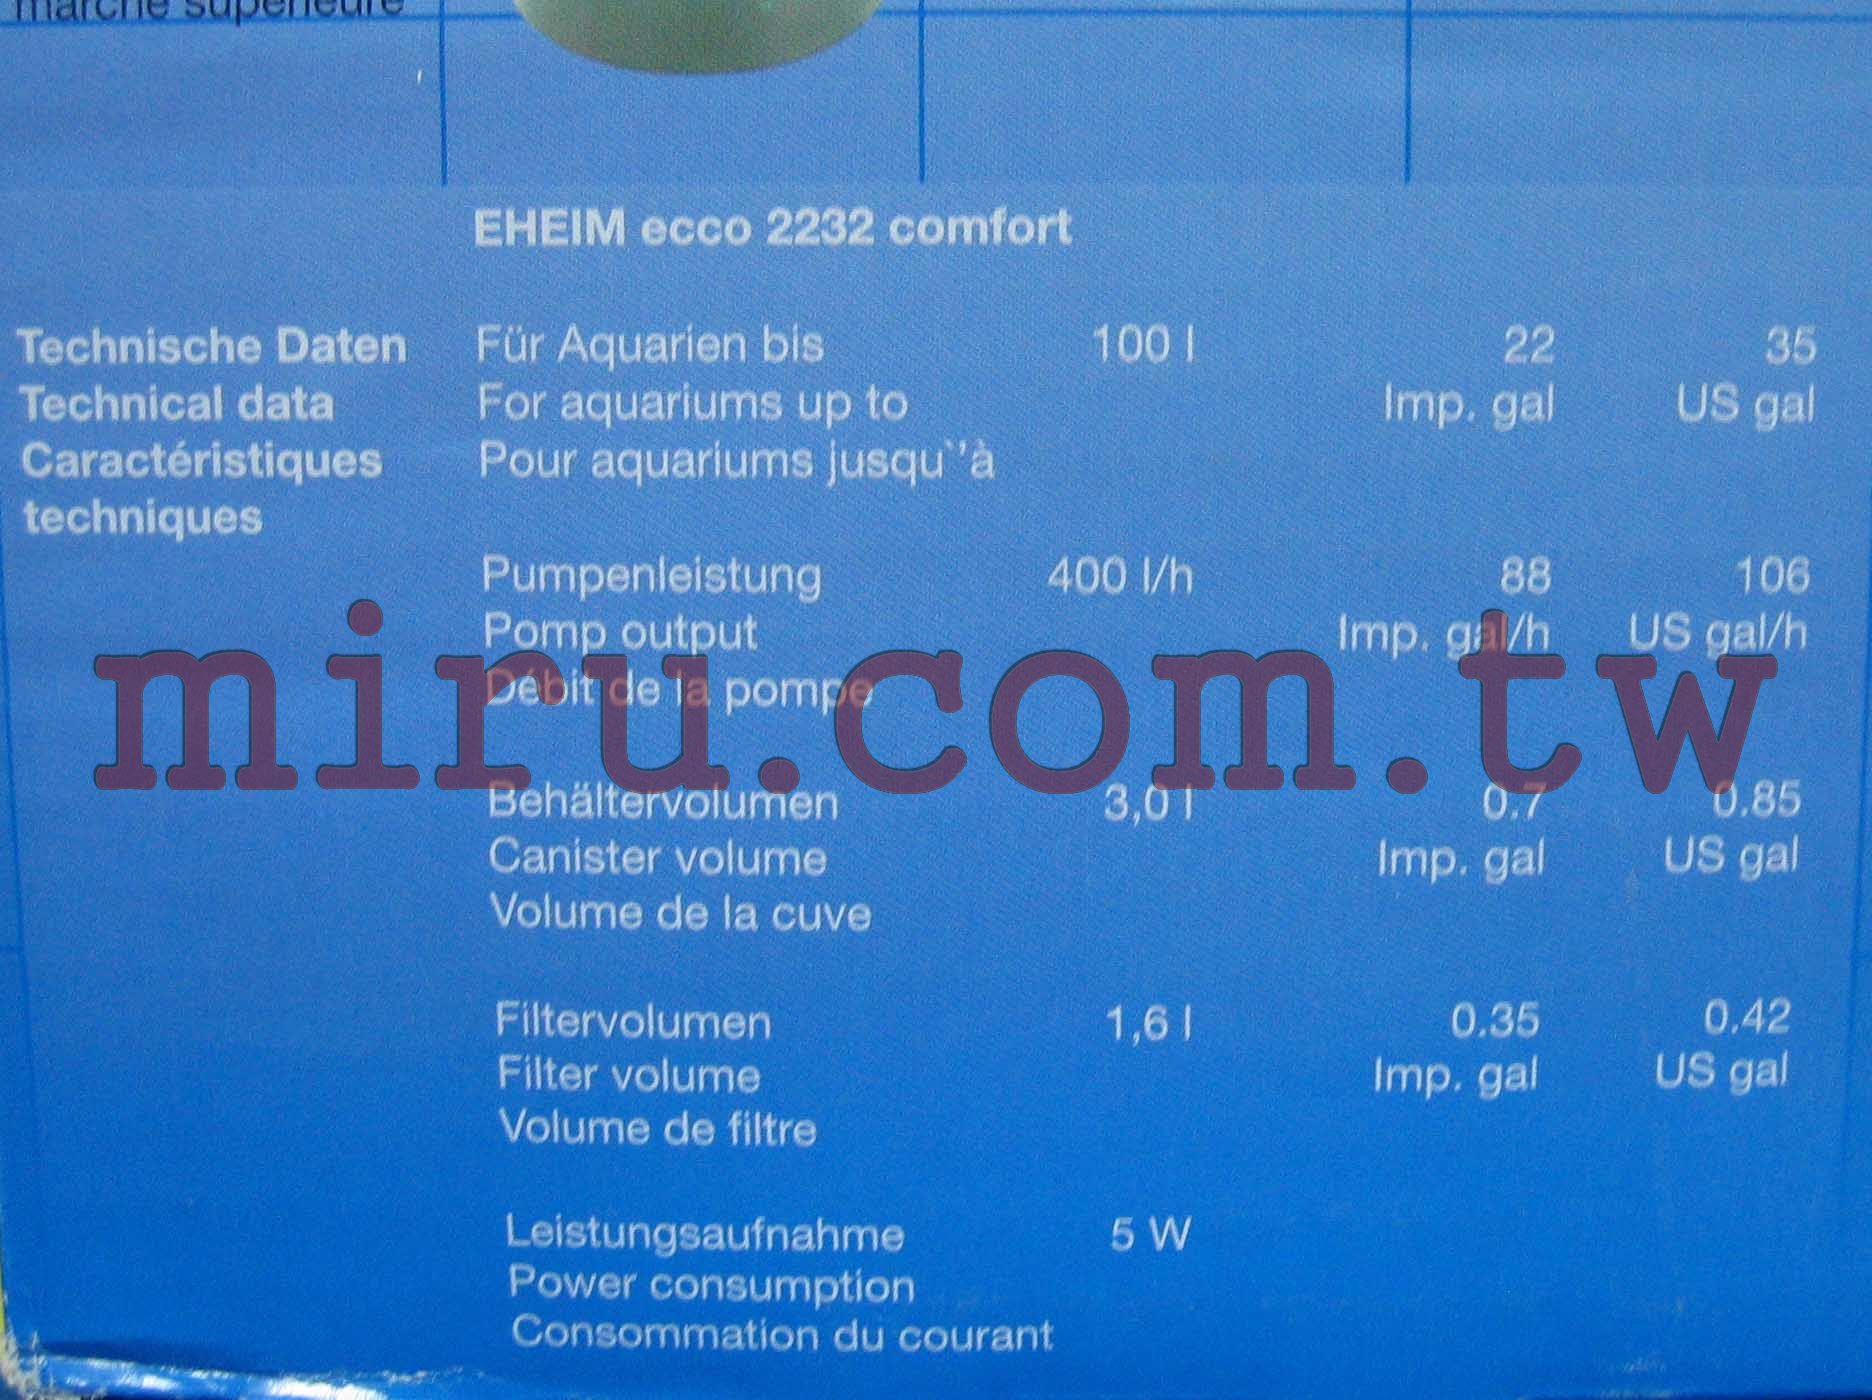 marche supérieure
EHEIM ecco 2232 comfort
Technische Daten Für Aquarien bis 100 l 22 35
Technical data For aquariums up to Imp. gal US gal
Caractéristiques Pour aquariums jusqu`'à
techniques
Pumpenleistung 400 l/h 88 106
Pomp output Imp. gal/h US gal/h
Débit de la pompe
miru.com.tw
Behältervolumen 3,0 l 0.7 0.85
Canister volume Imp. gal US gal
Volume de la cuve
Filtervolumen 1,6 l 0.35 0.42
Filter volume Imp. gal US gal
Volume de filtre
Leistungsaufnahme 5 W
Power consumption
Consommation du courant